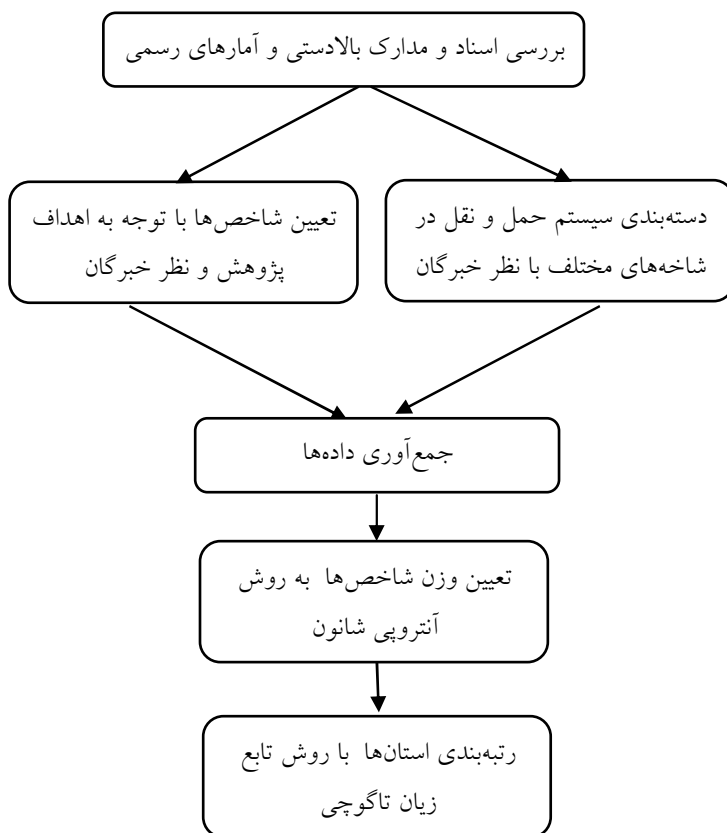 بررسی اسناد و مدارک بالادستی و آمارهای رسمی
دسته‌بندی سیستم حمل و نقل در
شاخه‌های مختلف با نظر خبرگان
تعیین شاخص‌ها با توجه به اهداف
پژوهش و نظر خبرگان
جمع‌آوری داده‌ها
تعیین وزن شاخص‌ها به روش
آنتروپی شانون
رتبه‌بندی استان‌ها با روش تابع
زیان تاگوچی